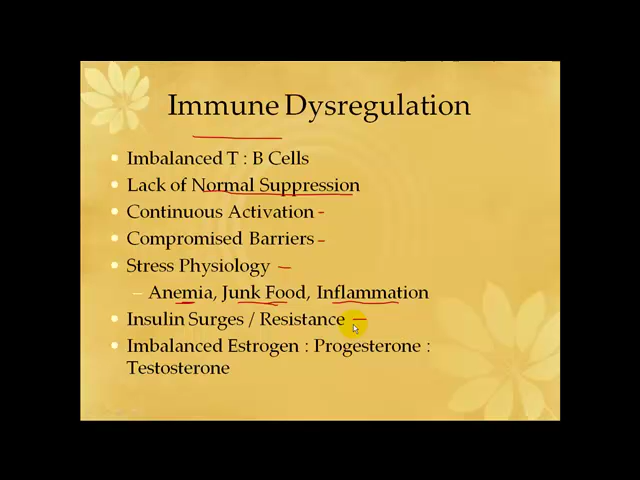 Immune Dysregulation
• Imbalanced T : B Cells
• Lack of Normal Suppression
• Continuous Activation
• Compromised Barriers
• Stress Physiology
– Anemia, Junk Food, Inflammation
• Insulin Surges / Resistance
• Imbalanced Estrogen : Progesterone :
Testosterone